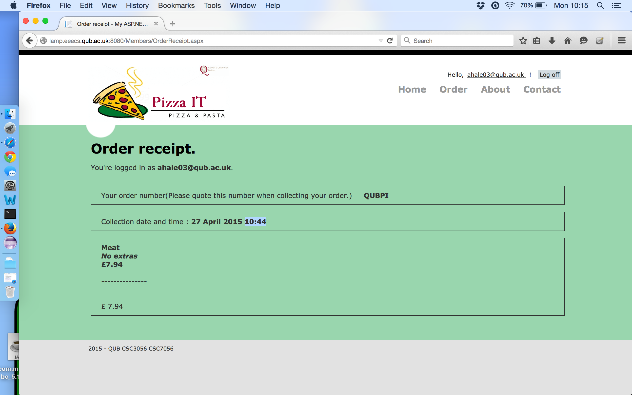 Firefox File Edit View History Bookmarks Tools Window Help
70% Mon 10:15
Order receipt - My ASP.NE...
amp.eeecs.qub.ac.uk:8080/Members/OrderReceipt.aspx
Search
Hello, ahale03@qub.ac.uk ! Log off
Pizza IT
PIZZA & PASTA
Home Order About Contact
Order receipt.
You're logged in as ahale03@qub.ac.uk.
Your order number(Please quote this number when collecting your order.) QUBPI
Collection date and time : 27 April 2015 10:44
Meat
No extras
£7.94
---------------
£ 7.94
2015 - QUB CSC3056 CSC7056